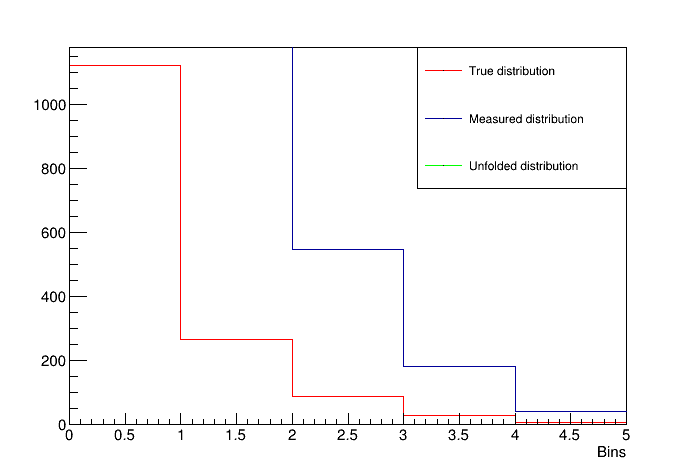 True distribution
Measured distribution
Unfolded distribution
1000
800
600
400
200
0
0 0.5 1 1.5 2 2.5 3 3.5 4 4.5 5
Bins